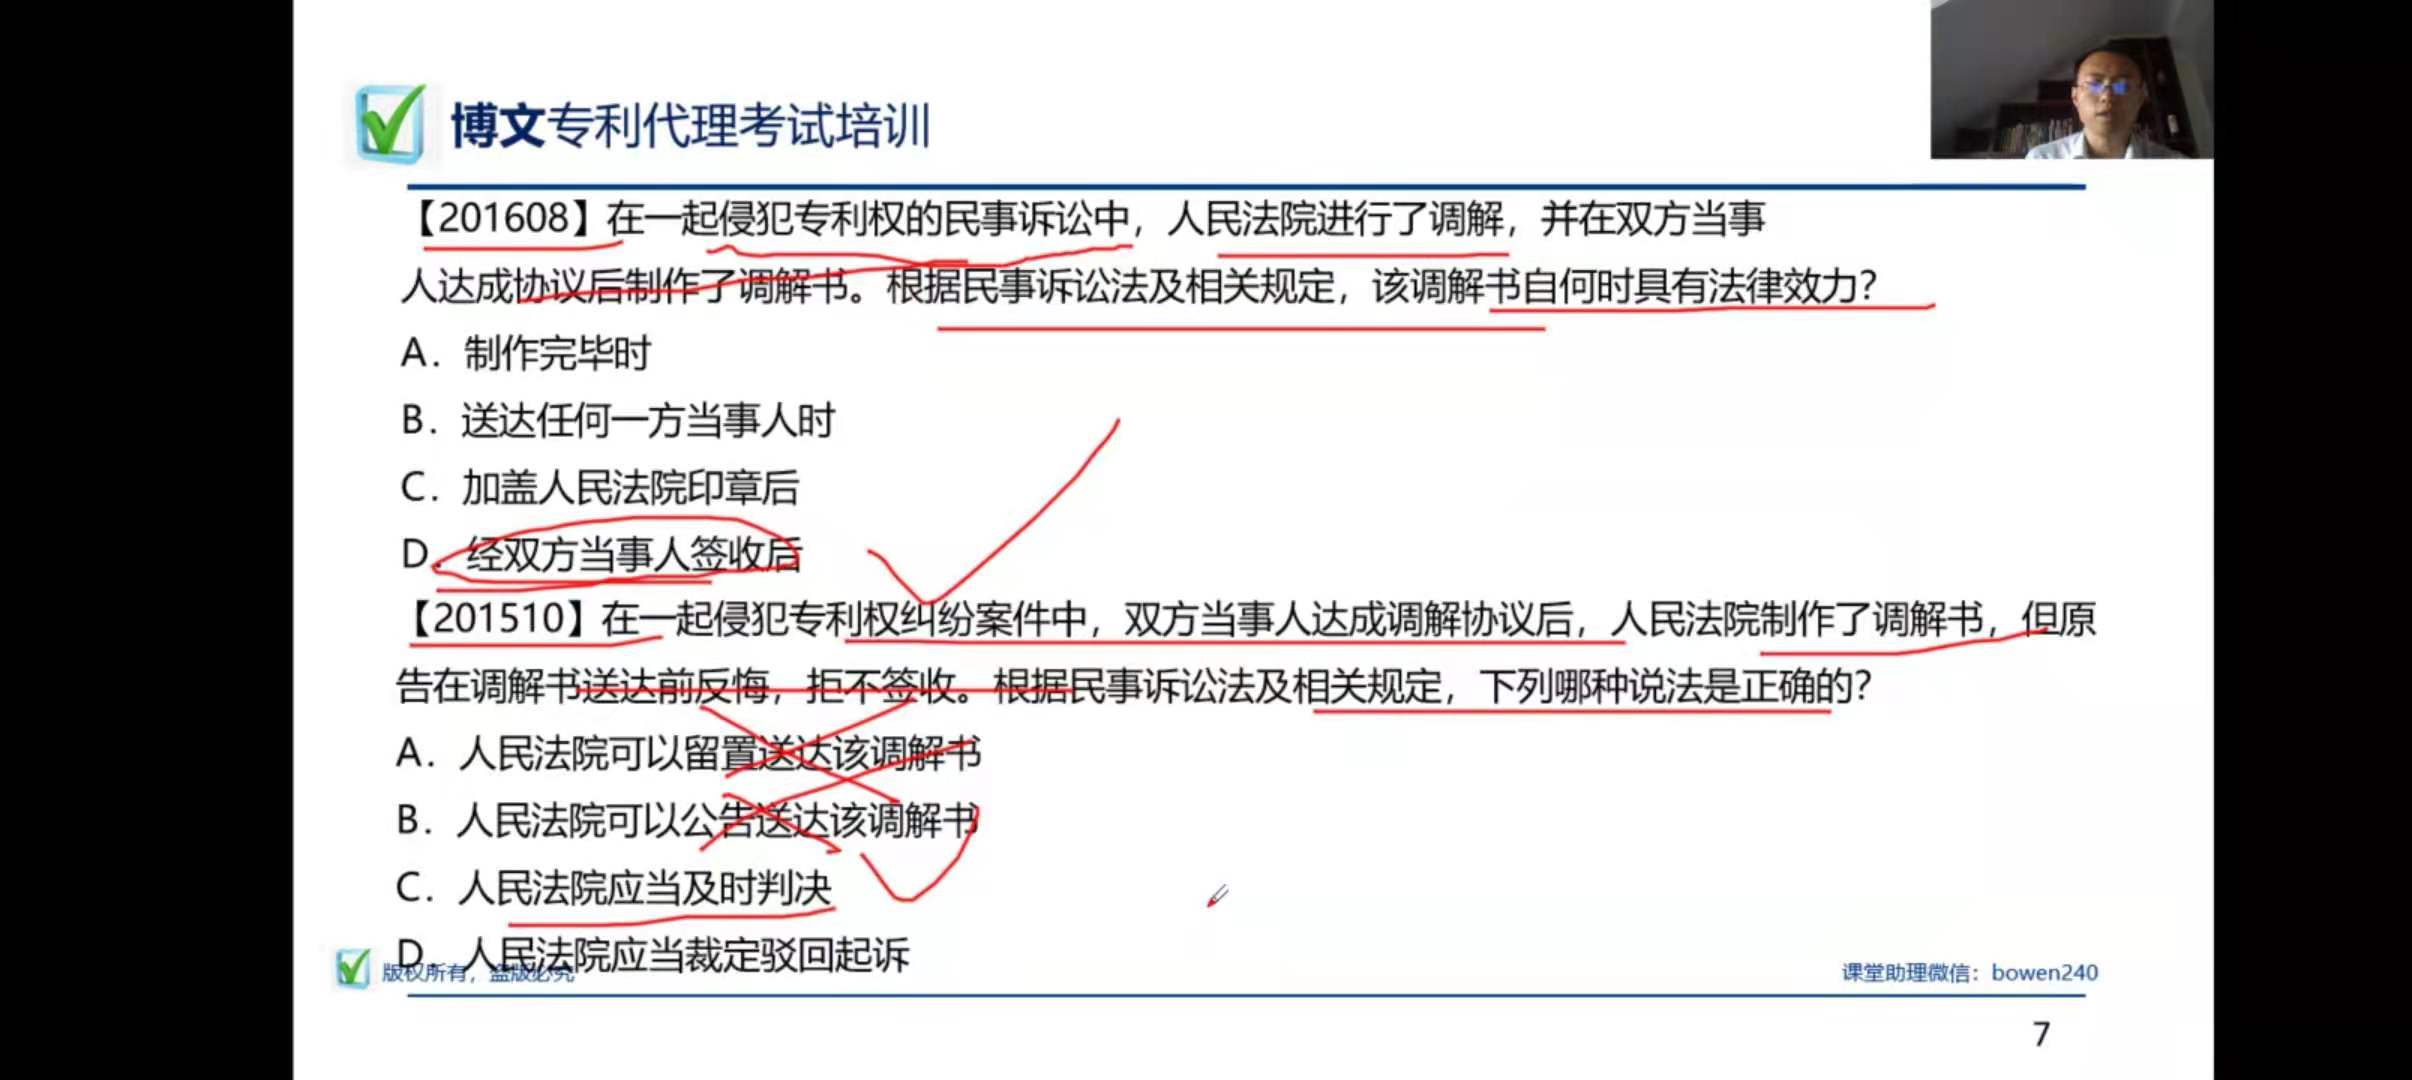 博文专利代理考试培训
【201608】在一起侵犯专利权的民事诉讼中，人民法院进行了调解，并在双方当事
人达成协议后制作了调解书。根据民事诉讼法及相关规定，该调解书自何时具有法律效力？
A．制作完毕时
B．送达任何一方当事人时
C．加盖人民法院印章后
D．经双方当事人签收后
【201510】在一起侵犯专利权纠纷案件中，双方当事人达成调解协议后，人民法院制作了调解书，但原
告在调解书送达前反悔，拒不签收。根据民事诉讼法及相关规定，下列哪种说法是正确的？
A．人民法院可以留置送达该调解书
B．人民法院可以公告送达该调解书
C．人民法院应当及时判决
D．人民法院应当裁定驳回起诉
版权所有，盗版必究
课堂助理微信：bowen240
7